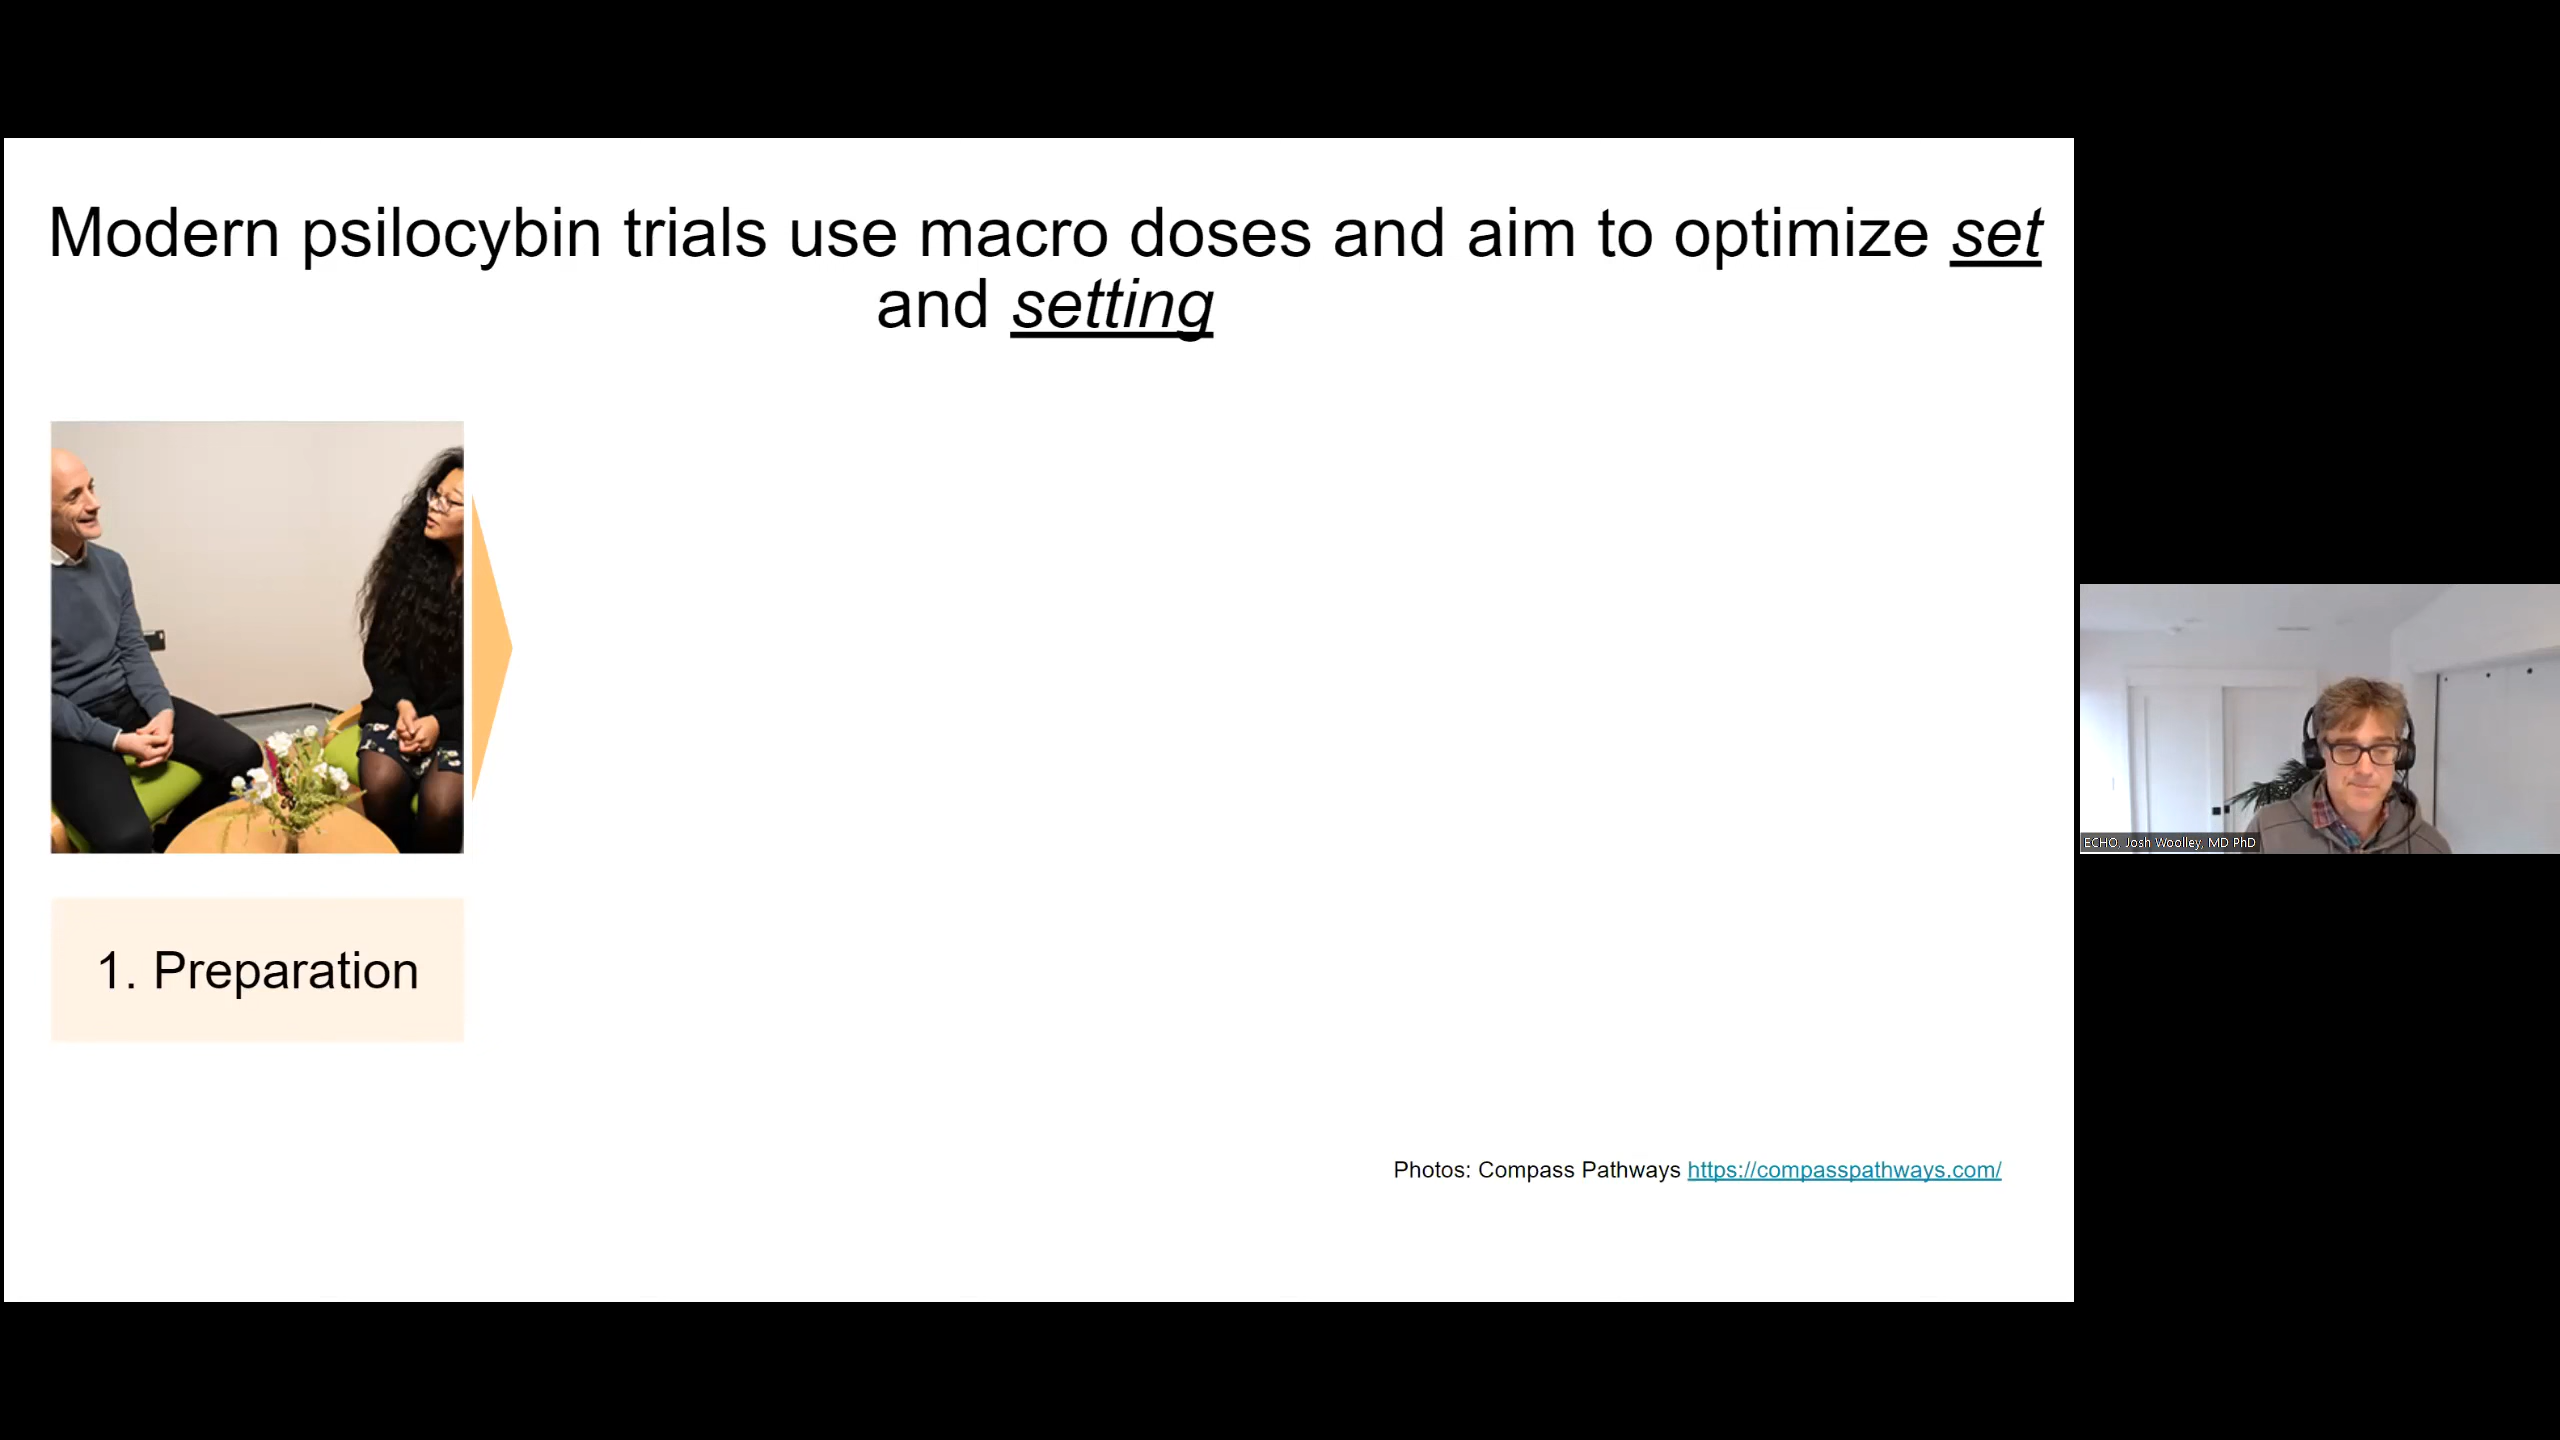 Modern psilocybin trials use macro doses and aim to optimize set
and setting
1. Preparation
Photos: Compass Pathways https://compasspathways.com/
ECHO, Josh Woolley, MD PhD